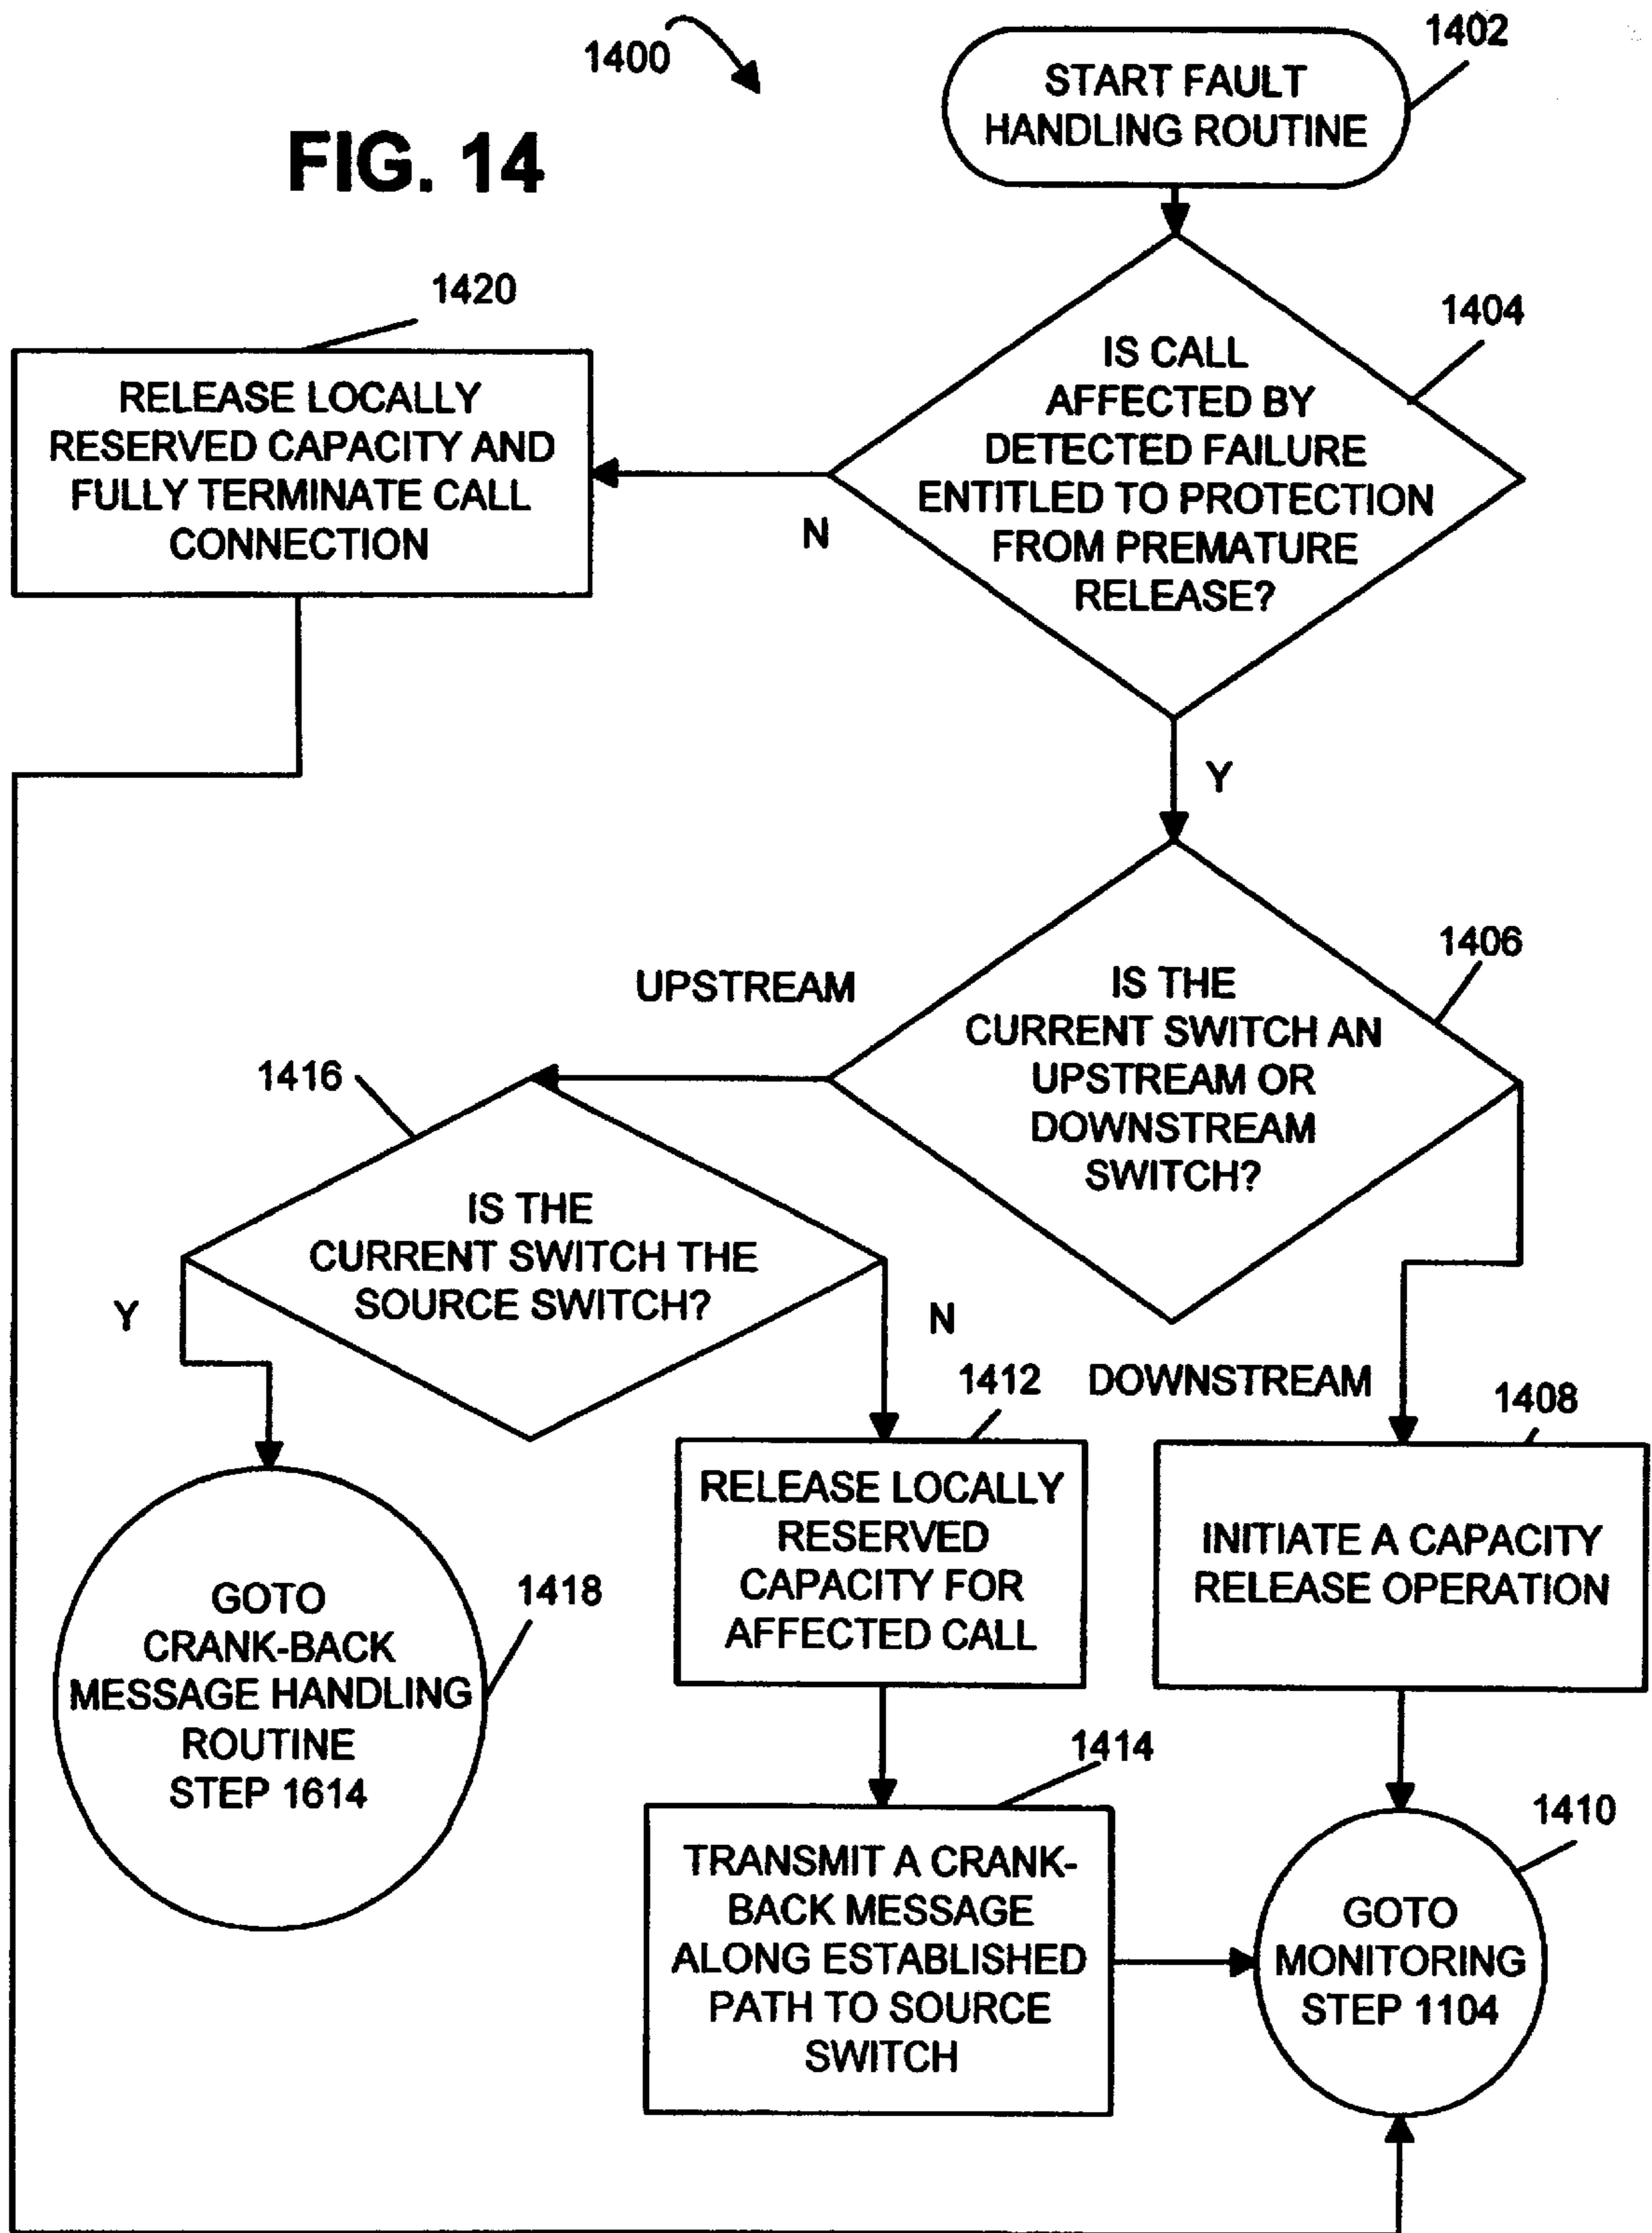 1400
FIG. 14
1402
START FAULT
HANDLING ROUTINE
1420
RELEASE LOCALLY
RESERVED CAPACITY AND
FULLY TERMINATE CALL
CONNECTION
1404
IS CALL
AFFECTED BY
DETECTED FAILURE
ENTITLED TO PROTECTION
FROM PREMATURE
RELEASE?
N
Y
1406
IS THE
CURRENT SWITCH AN
UPSTREAM OR
DOWNSTREAM
SWITCH?
UPSTREAM
1416
IS THE
CURRENT SWITCH THE
SOURCE SWITCH?
Y
N
DOWNSTREAM
1418
GOTO
CRANK-BACK
MESSAGE HANDLING
ROUTINE
STEP 1614
1412
RELEASE LOCALLY
RESERVED
CAPACITY FOR
AFFECTED CALL
1408
INITIATE A CAPACITY
RELEASE OPERATION
1414
TRANSMIT A CRANK-
BACK MESSAGE
ALONG ESTABLISHED
PATH TO SOURCE
SWITCH
1410
GOTO
MONITORING
STEP 1104